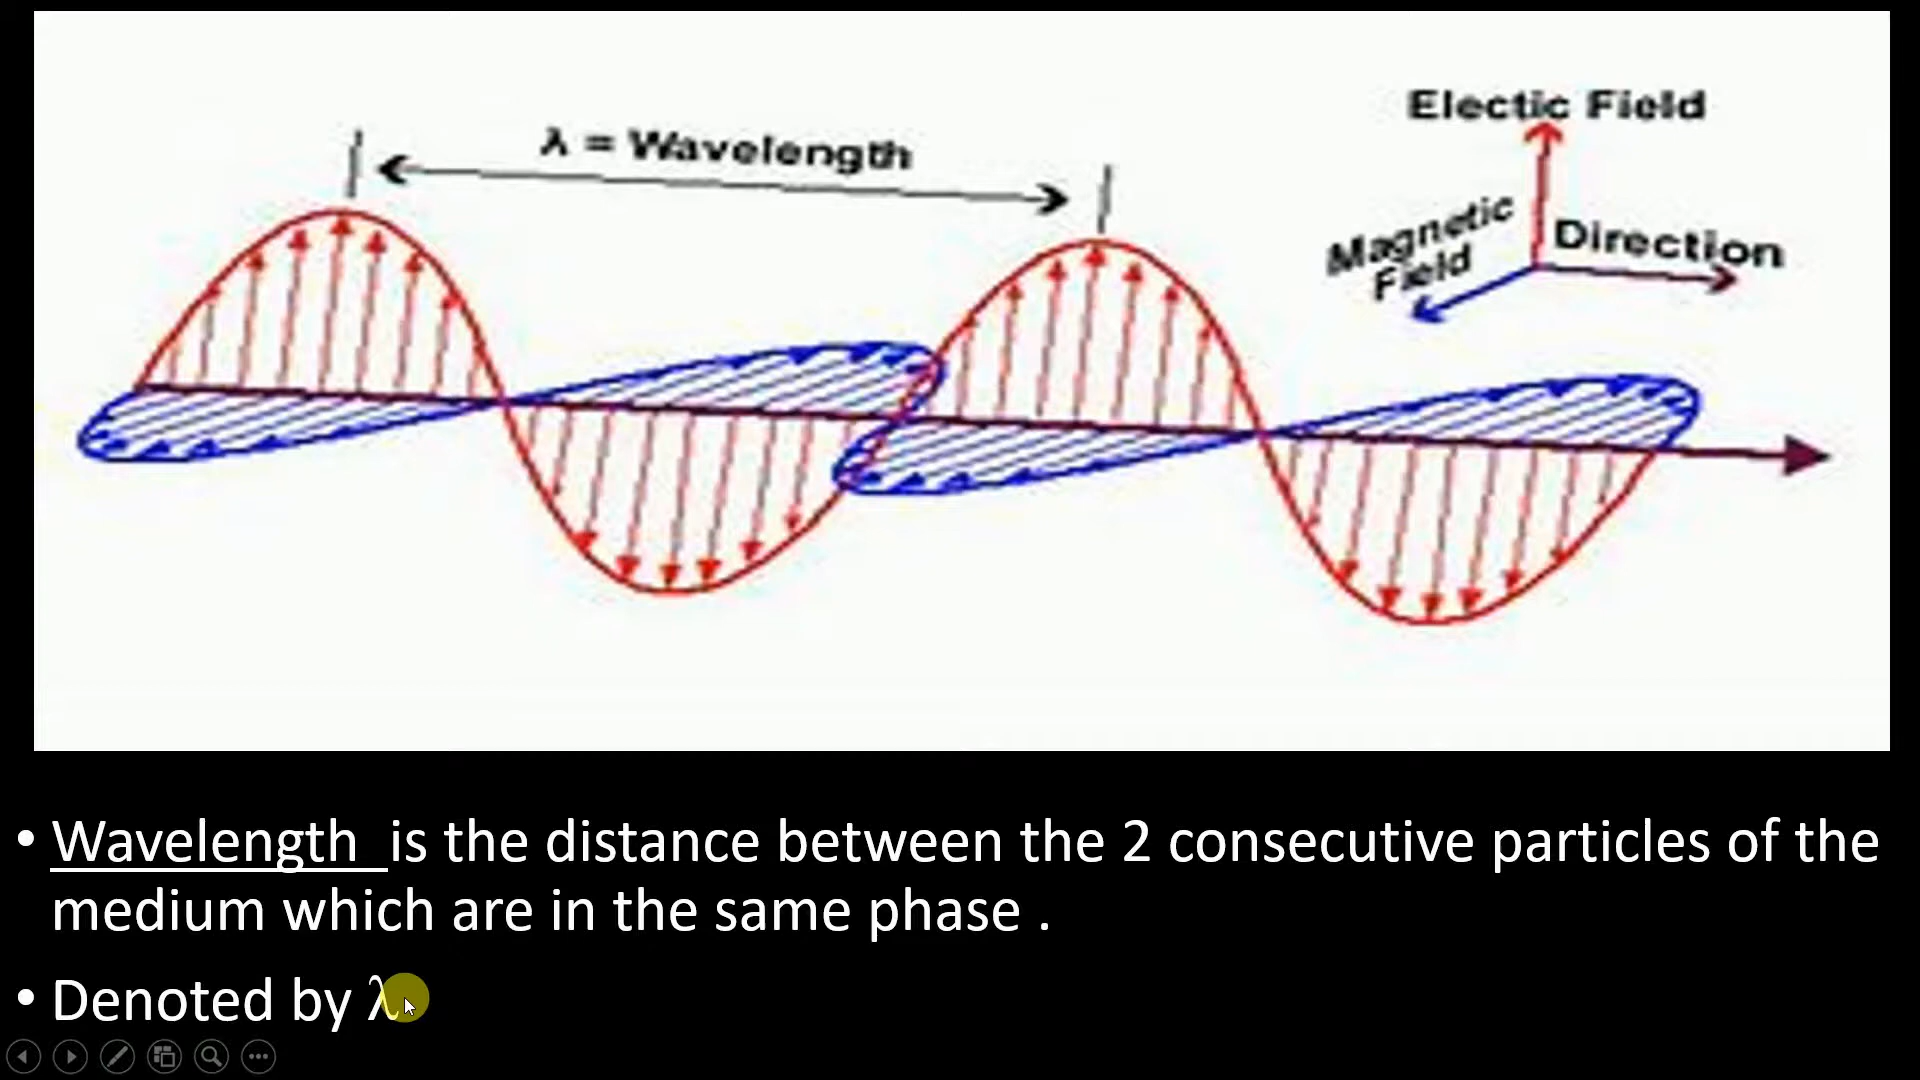 Electic Field
λ = Wavelength
Magnetic
Field
Direction
• Wavelength is the distance between the 2 consecutive particles of the
medium which are in the same phase .
• Denoted by λ